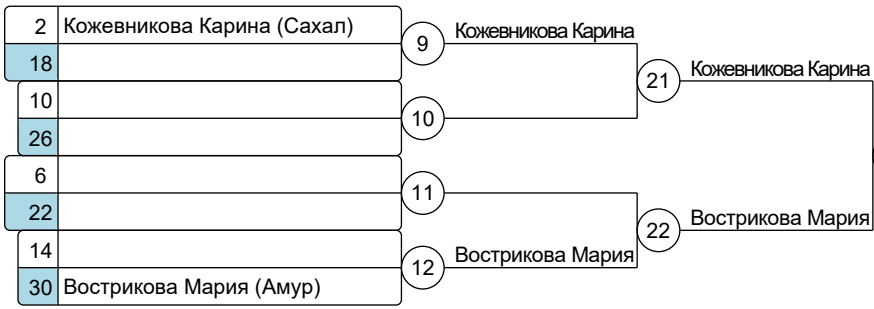 2 Кожевникова Карина (Сахал)
9 Кожевникова Карина
18
21 Кожевникова Карина
10
10
26
6
11
22
22 Вострикова Мария
14
12 Вострикова Мария
30 Вострикова Мария (Амур)